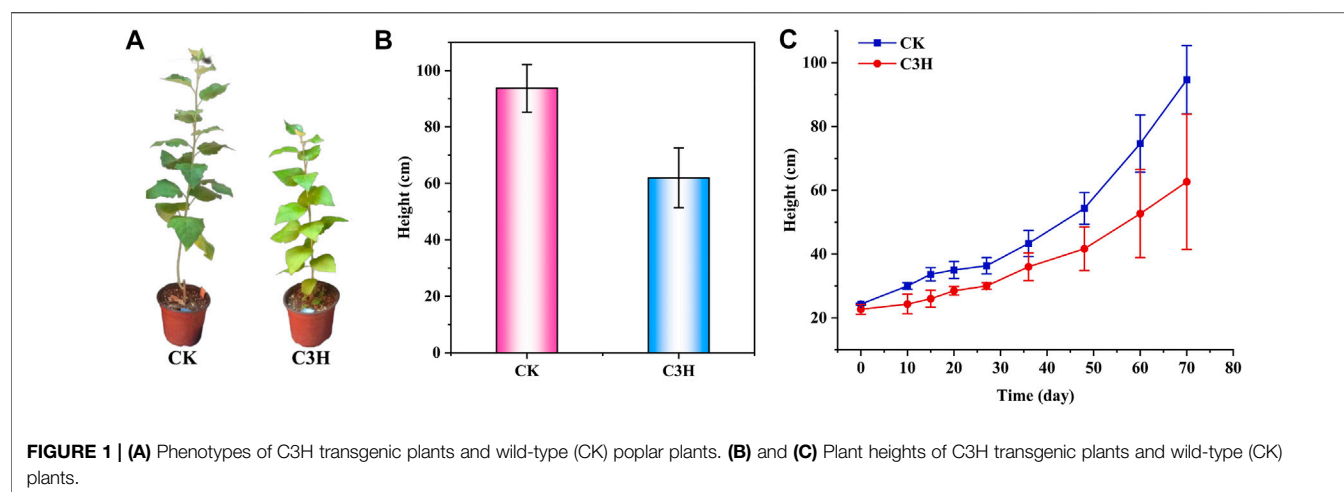 A
CK
C3H
B
Height (cm)
100
80
60
40
20
0
CK
C3H
C
CK
C3H
Height (cm)
100
80
60
40
20
0 10 20 30 40 50 60 70 80
Time (day)
FIGURE 1 | (A) Phenotypes of C3H transgenic plants and wild-type (CK) poplar plants. (B) and (C) Plant heights of C3H transgenic plants and wild-type (CK)
plants.